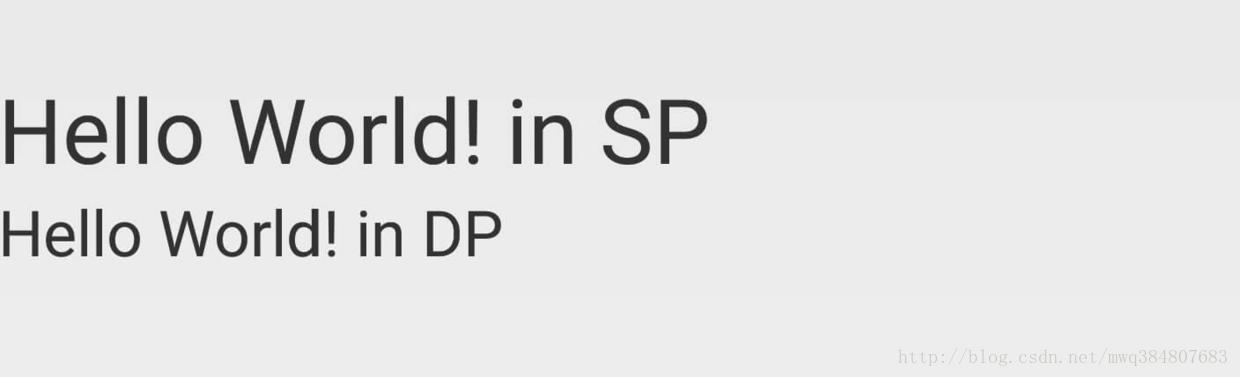 Hello World! in SP
Hello World! in DP
http://blog.csdn.net/mwq384807683